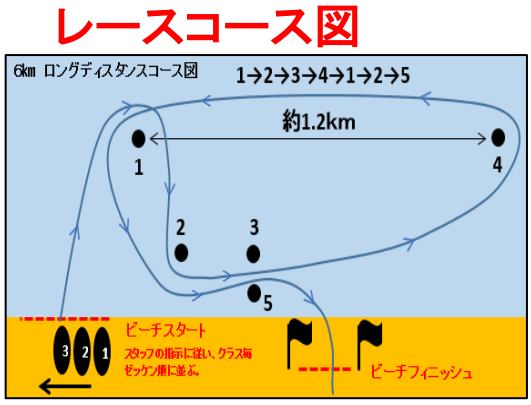 レースコース図
6km ロングディスタンスコース図
1→2→3→4→1→2→5
約1.2km
1
4
2
3
5
ビーチスタート
スタッフの指示に従い、クラス毎
ゼッケン順に並ぶ。
3 2 1
ビーチフィニッシュ